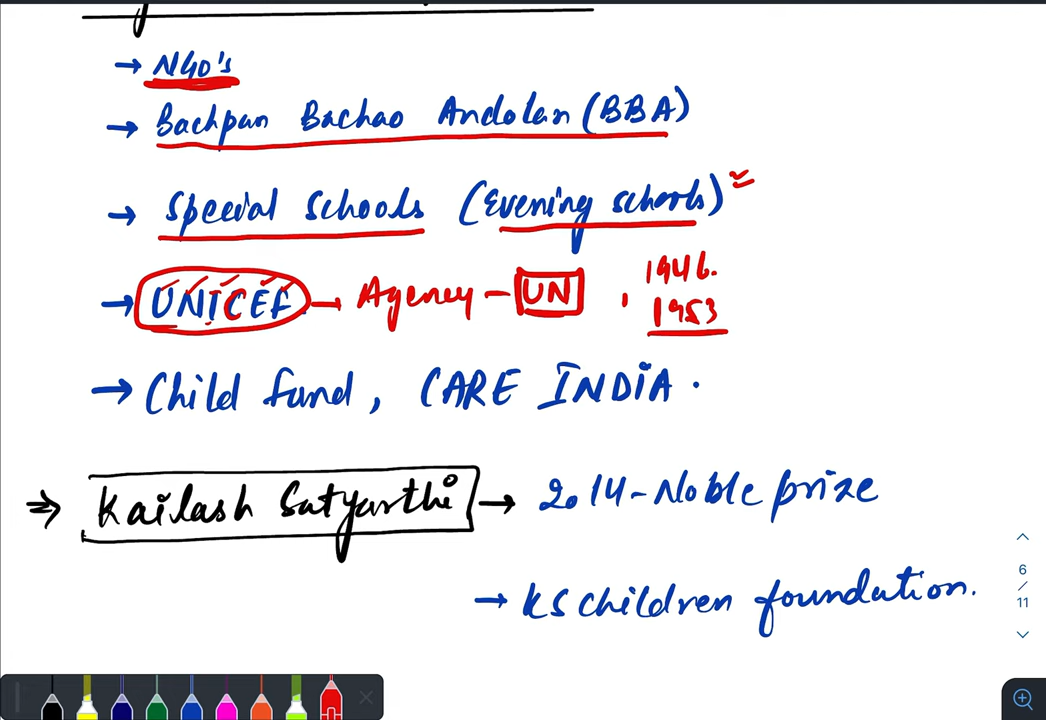 → NGO's
→ Bachpan Bachao Andolan (BBA)
→ Special Schools (Evening schools)
→ UNICEF → Agency - UN , 1946. 1953
→ Child fund, CARE INDIA.
⇒ Kailash Satyarthi → 2014 - Noble prize
→ KS children foundation.
6
/
11